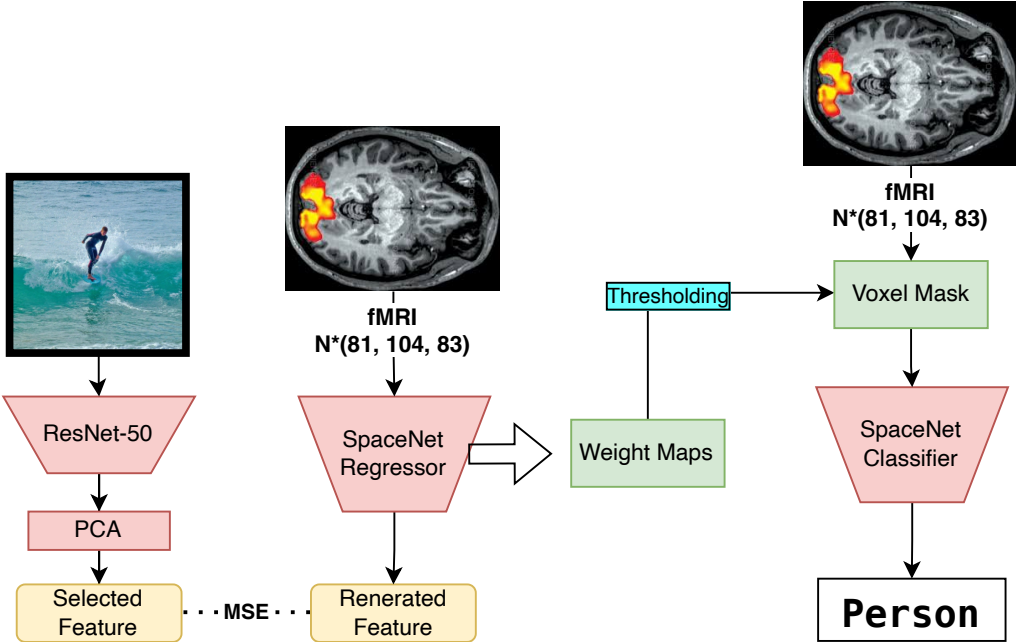 fMRI
N*(81, 104, 83)
ResNet-50
PCA
Selected
Feature
MSE
fMRI
N*(81, 104, 83)
SpaceNet
Regressor
Renerated
Feature
Weight Maps
Thresholding
Voxel Mask
SpaceNet
Classifier
Person